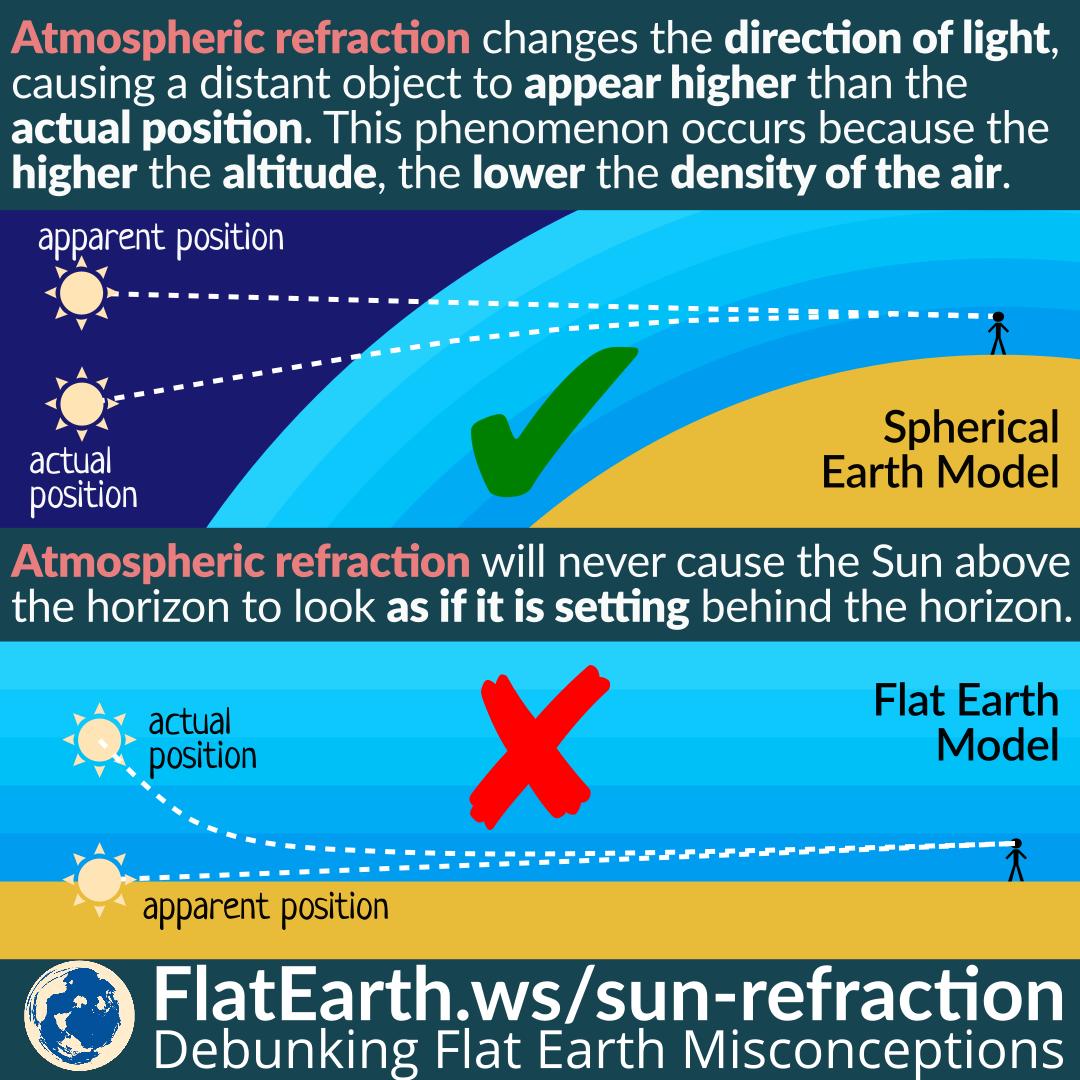 Atmospheric refraction changes the direction of light,
causing a distant object to appear higher than the
actual position. This phenomenon occurs because the
higher the altitude, the lower the density of the air.
apparent position
actual
position
Spherical
Earth Model
Atmospheric refraction will never cause the Sun above
the horizon to look as if it is setting behind the horizon.
actual
position
Flat Earth
Model
apparent position
FlatEarth.ws/sun-refraction
Debunking Flat Earth Misconceptions